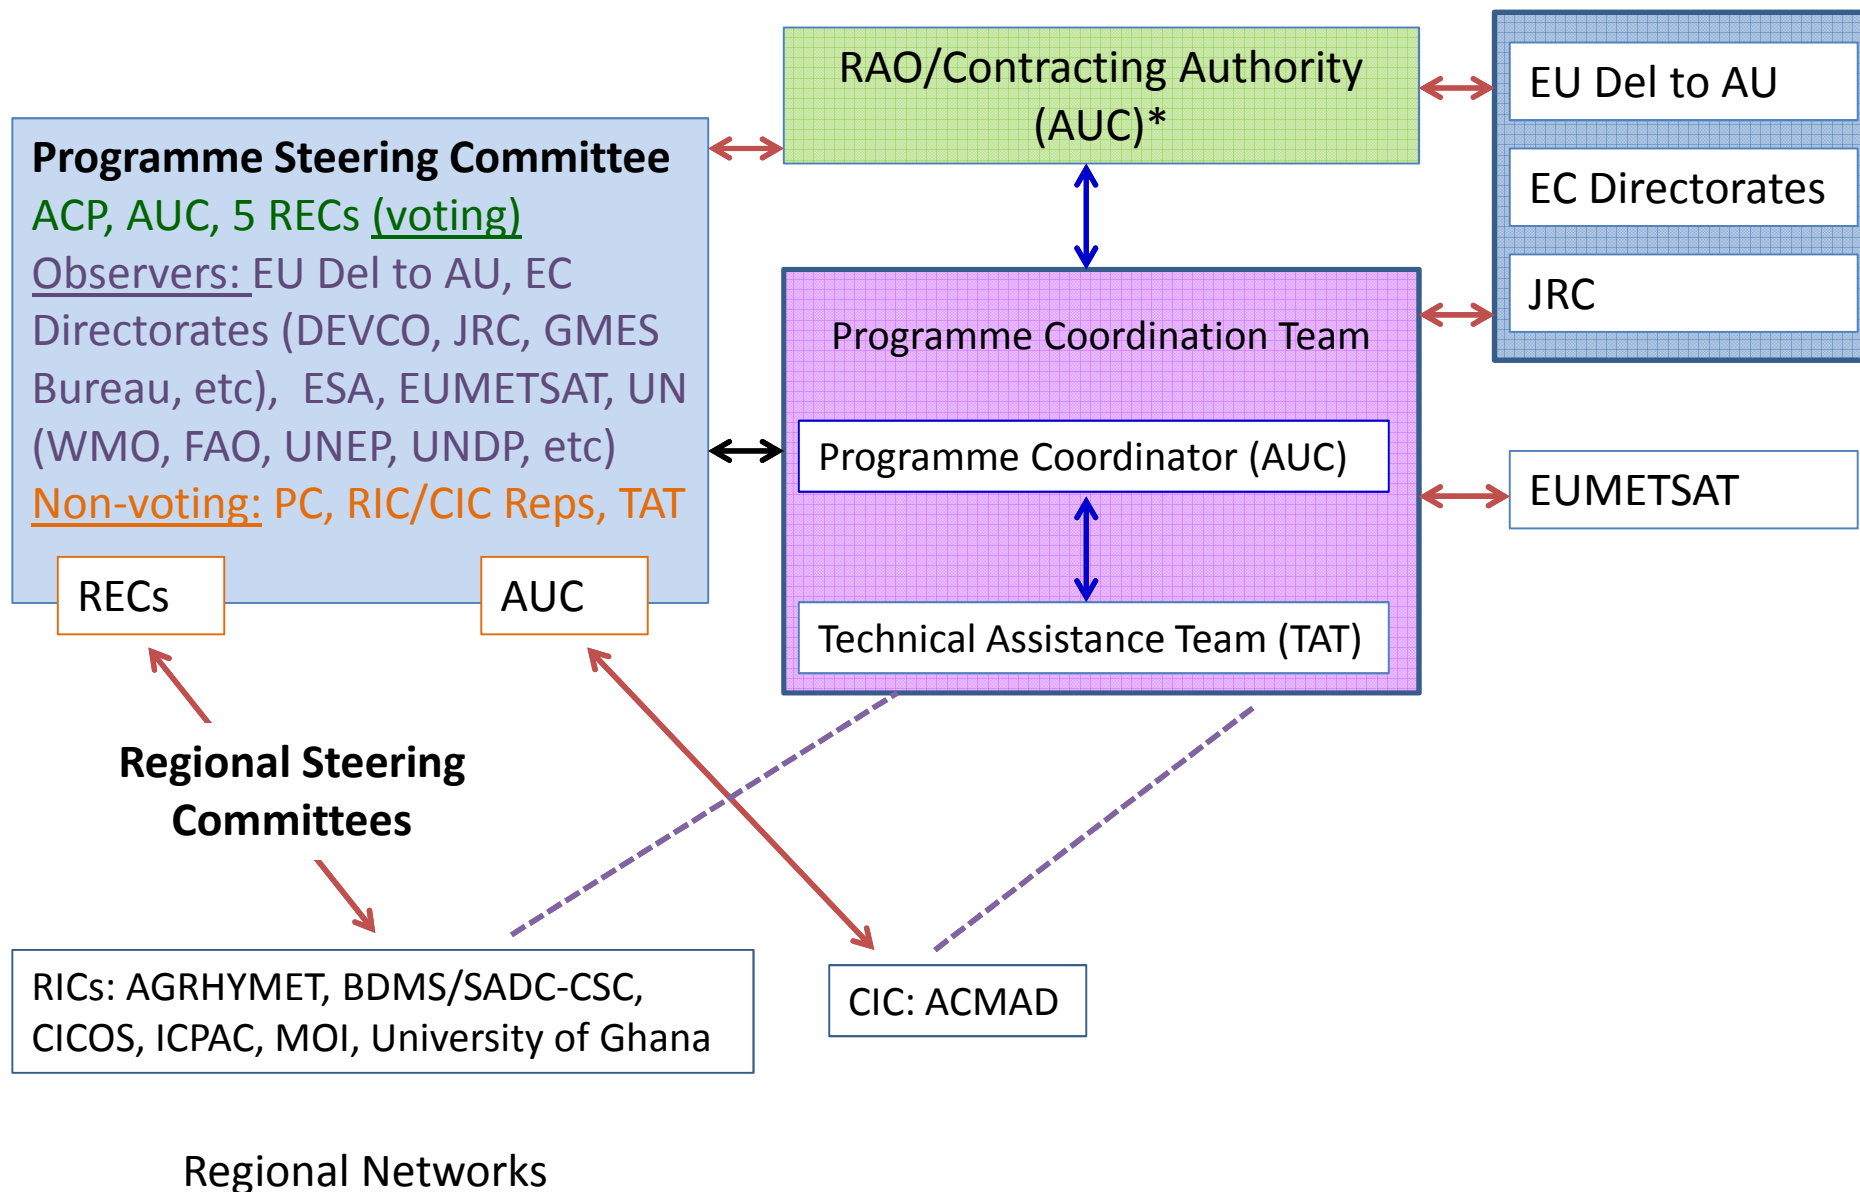 RAO/Contracting Authority
(AUC)*
EU Del to AU
EC Directorates
JRC
Programme Steering Committee
ACP, AUC, 5 RECs (voting)
Observers: EU Del to AU, EC
Directorates (DEVCO, JRC, GMES
Bureau, etc), ESA, EUMETSAT, UN
(WMO, FAO, UNEP, UNDP, etc)
Non-voting: PC, RIC/CIC Reps, TAT
RECs
AUC
Programme Coordination Team
Programme Coordinator (AUC)
Technical Assistance Team (TAT)
EUMETSAT
Regional Steering
Committees
RICs: AGRHYMET, BDMS/SADC-CSC,
CICOS, ICPAC, MOI, University of Ghana
CIC: ACMAD
Regional Networks